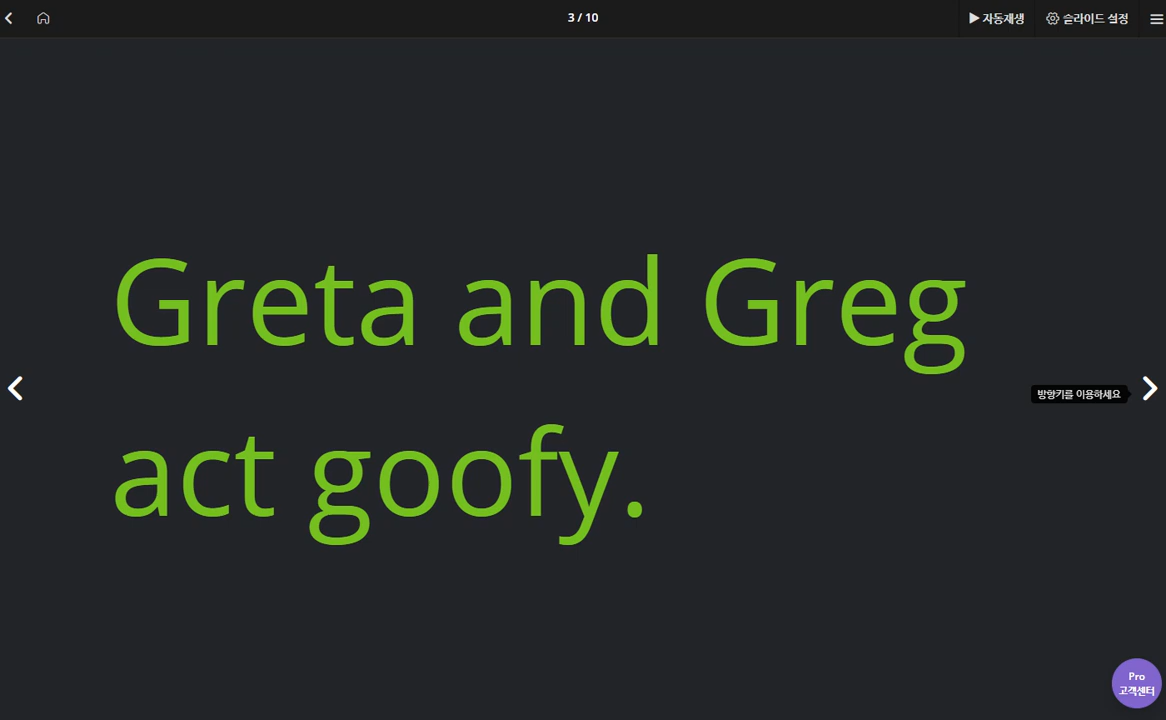 3 / 10
자동재생
슬라이드 설정
Greta and Greg
act goofy.
방향키를 이용하세요
Pro
고객센터